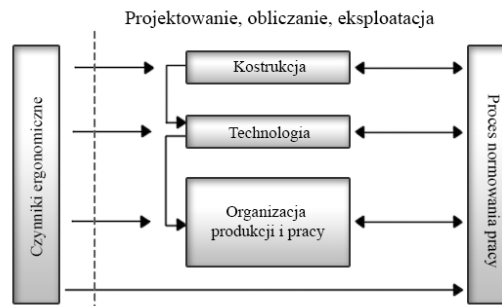 Projektowanie, obliczanie, eksploatacja
Czynniki ergonomiczne
Kostrukcja
Technologia
Organizacja
produkcji i pracy
Proces normowania pracy